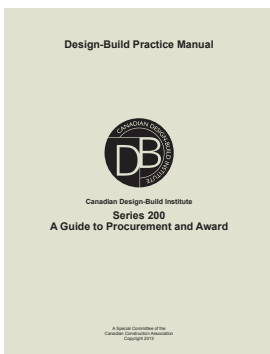 Design-Build Practice Manual
CANADIAN DESIGN-BUILD INSTITUTE
DB
Canadian Design-Build Institute
Series 200
A Guide to Procurement and Award
A Special Committee of the
Canadian Construction Association
Copyright 2013